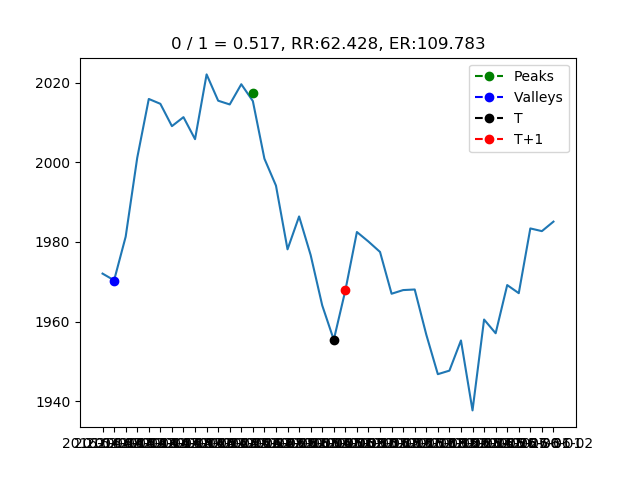 0 / 1 = 0.517, RR:62.428, ER:109.783
Peaks
Valleys
T
T+1
2020
2000
1980
1960
1940